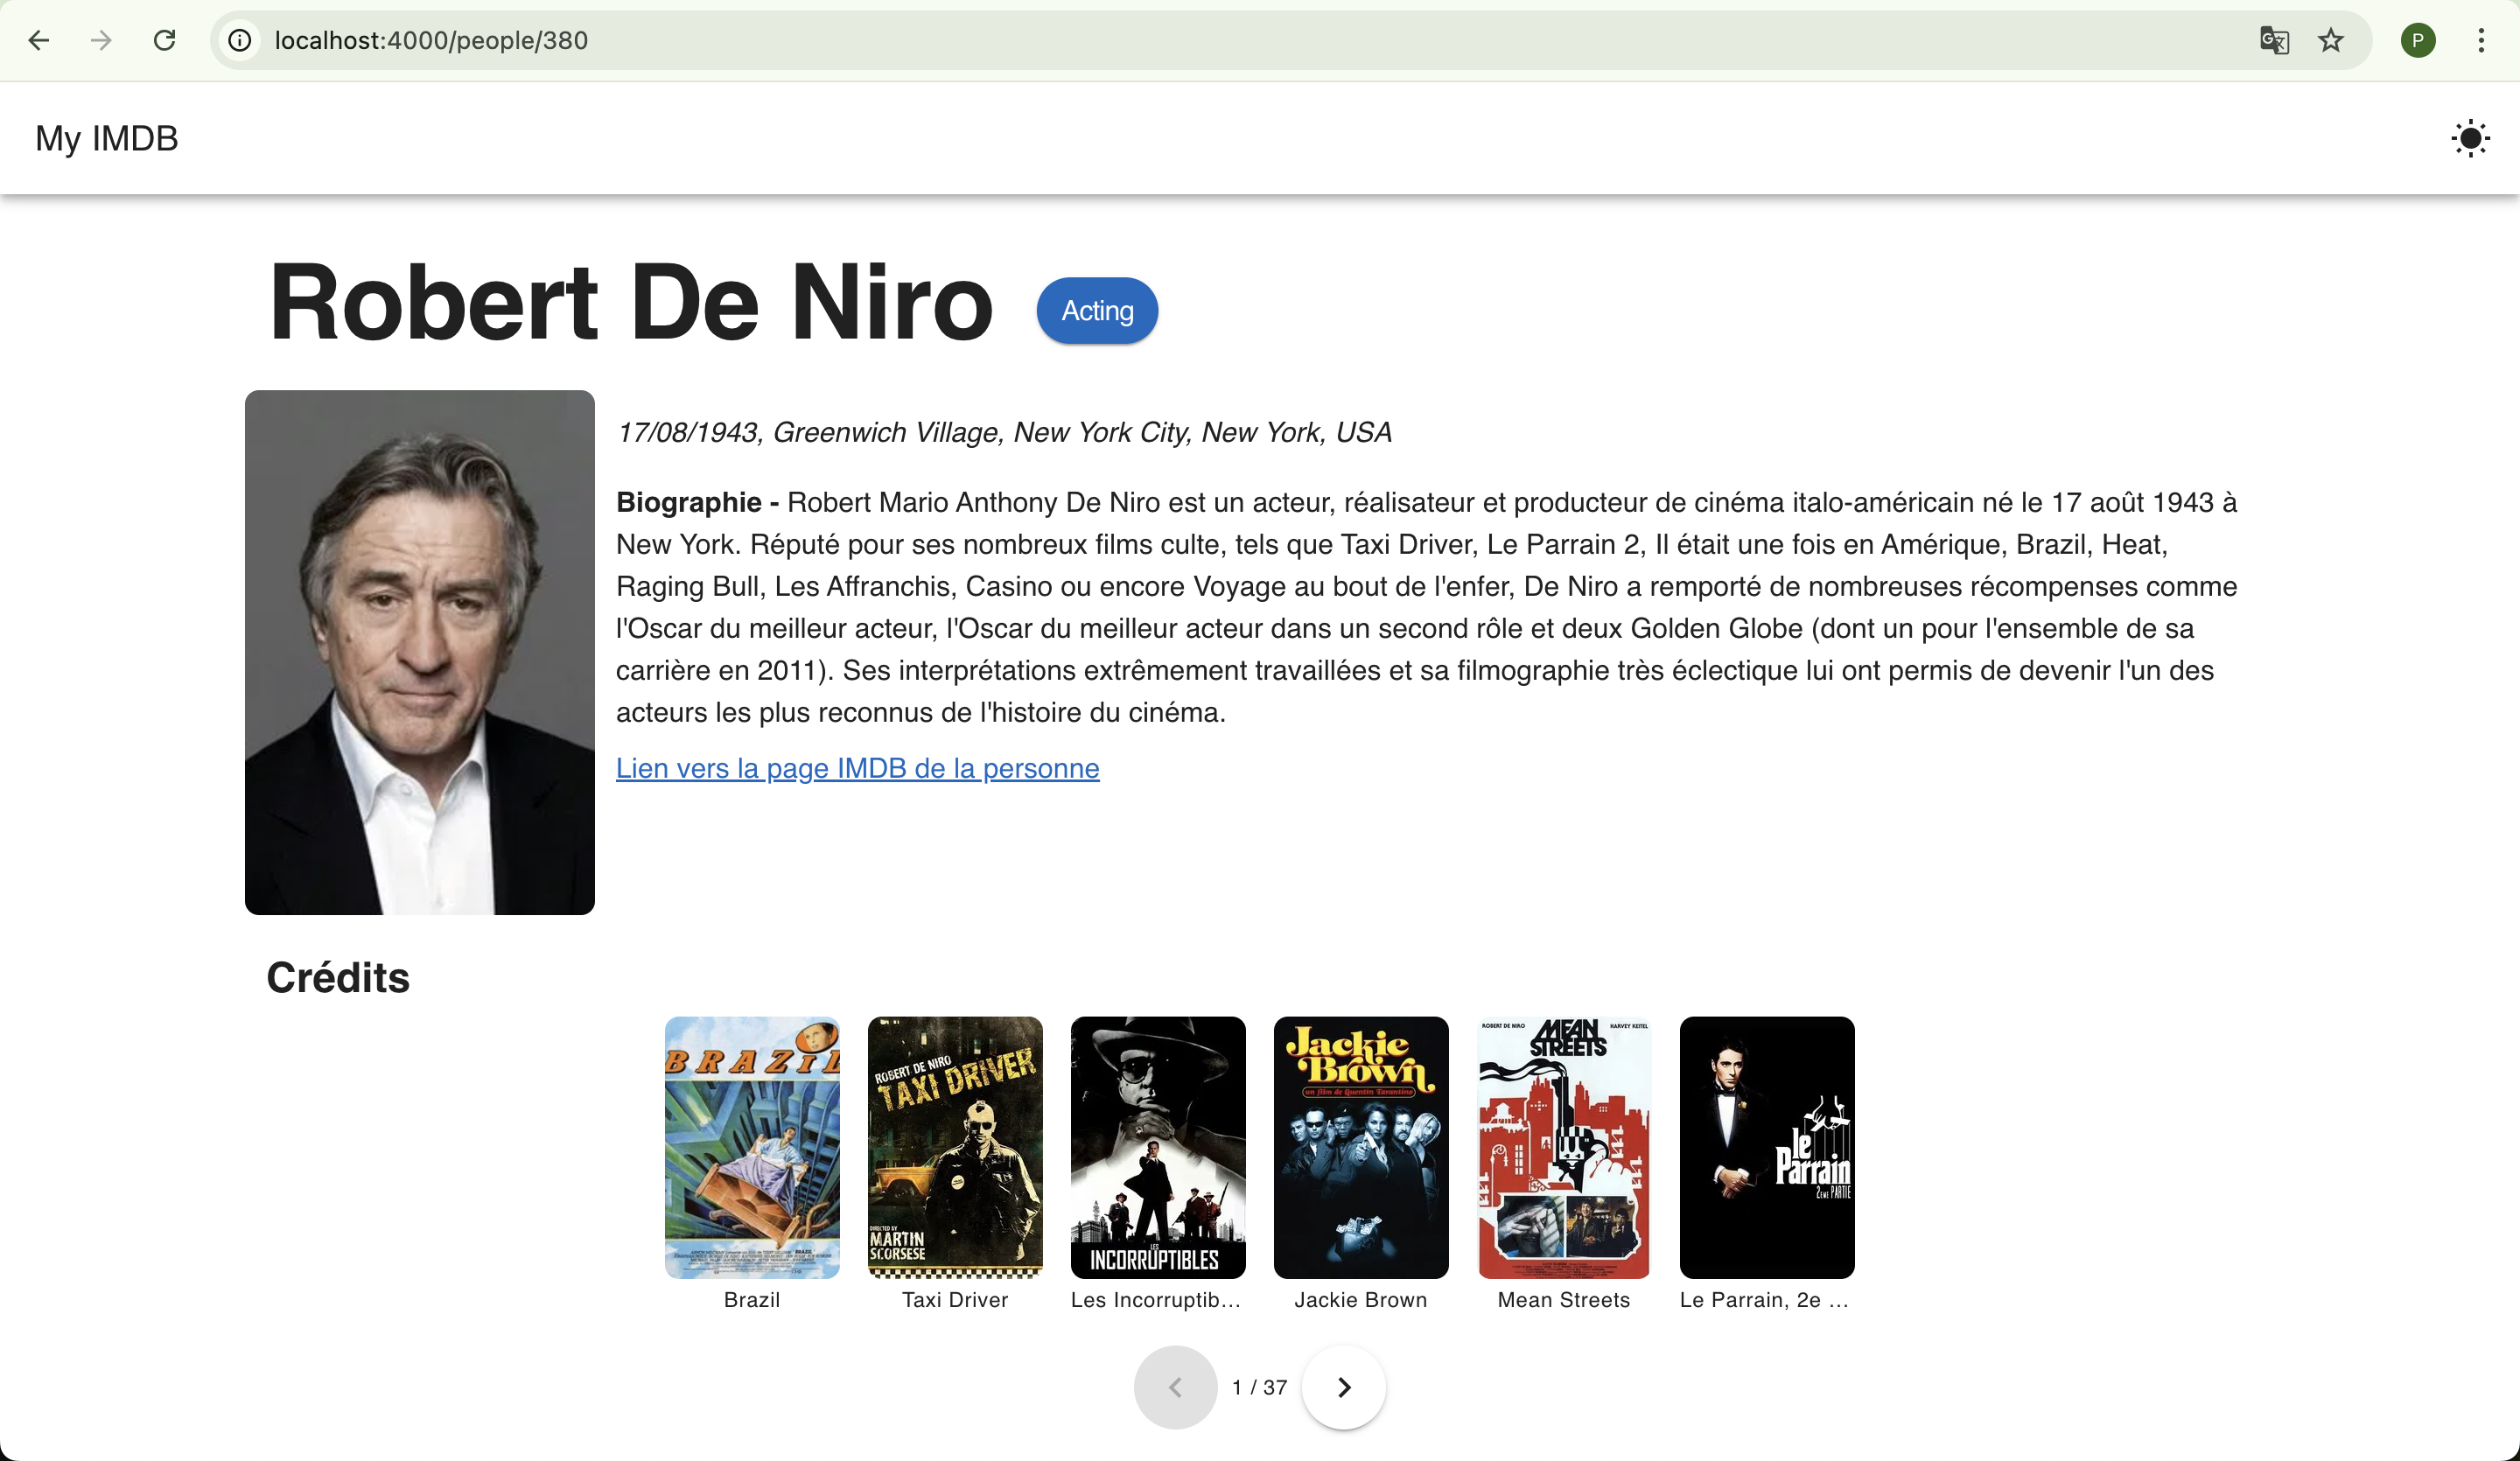 localhost:4000/people/380
P
My IMDB
Robert De Niro
Acting
17/08/1943, Greenwich Village, New York City, New York, USA
Biographie - Robert Mario Anthony De Niro est un acteur, réalisateur et producteur de cinéma italo-américain né le 17 août 1943 à
New York. Réputé pour ses nombreux films culte, tels que Taxi Driver, Le Parrain 2, Il était une fois en Amérique, Brazil, Heat,
Raging Bull, Les Affranchis, Casino ou encore Voyage au bout de l'enfer, De Niro a remporté de nombreuses récompenses comme
l'Oscar du meilleur acteur, l'Oscar du meilleur acteur dans un second rôle et deux Golden Globe (dont un pour l'ensemble de sa
carrière en 2011). Ses interprétations extrêmement travaillées et sa filmographie très éclectique lui ont permis de devenir l'un des
acteurs les plus reconnus de l'histoire du cinéma.
Lien vers la page IMDB de la personne
Crédits
BRAZIL
ROBERT DE NIRO
TAXI DRIVER
DIRECTED BY
MARTIN
SCORSESE
LES
INCORRUPTIBLES
Jackie
Brown
un film de Quentin Tarantino
ROBERT DE NIRO
HARVEY KEITEL
MEAN
STREETS
le
Parrain
2EME PARTIE
Brazil
Taxi Driver
Les Incorruptib...
Jackie Brown
Mean Streets
Le Parrain, 2e ...
1 / 37